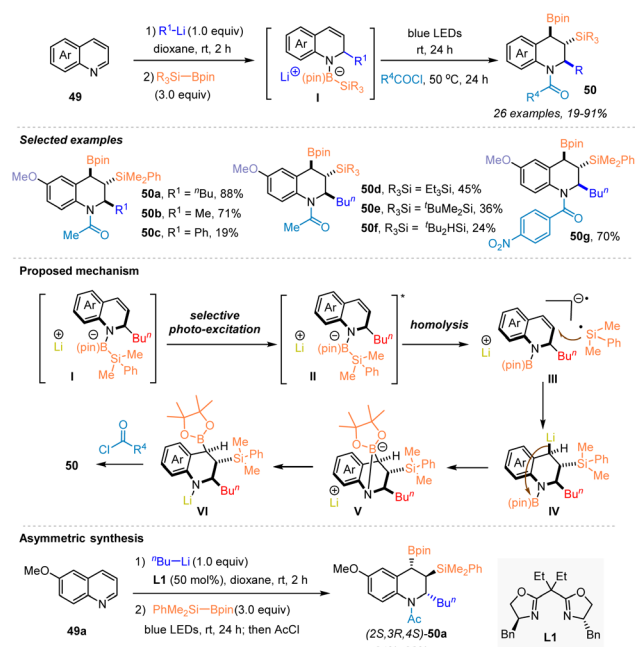 1) R¹-Li (1.0 equiv)
dioxane, rt, 2 h
2) R₃Si—Bpin
(3.0 equiv)
Ar
N
49
Ar
N
R¹
Li⊕ (pin)B⊖
SiR₃
I
blue LEDs
rt, 24 h
R⁴COCl, 50 ºC, 24 h
Bpin
SiR₃
Ar
N
R
R⁴
O
50
26 examples, 19-91%
Selected examples
Bpin
MeO
SiMe₂Ph
N
R¹
Me
O
50a, R¹ = ⁿBu, 88%
50b, R¹ = Me, 71%
50c, R¹ = Ph, 19%
Bpin
MeO
SiR₃
N
Buⁿ
Me
O
50d, R₃Si = Et₃Si, 45%
50e, R₃Si = ᵗBuMe₂Si, 36%
50f, R₃Si = ᵗBu₂HSi, 24%
Bpin
MeO
SiMe₂Ph
N
Buⁿ
O
O₂N
50g, 70%
Proposed mechanism
Ar
N
Buⁿ
⊕
Li
⊖
(pin)B
Me
Si
Me
Ph
I
selective
photo-excitation
*
Ar
N
Buⁿ
⊕
Li
⊖
(pin)B
Me
Si
Me
Ph
II
homolysis
⊖•
Ar
N
Buⁿ
⊕
Li
(pin)B
• Me
Si
Me
Ph
III
Li
H
Me
Si
Ph
Me
Ar
N
Buⁿ
(pin)B
IV
O
O
B
⊖
H
Me
Si
Ph
Me
Ar
N
Buⁿ
⊕
Li
V
O
O
B
H
Me
Si
Ph
Me
Ar
N
Buⁿ
Li
VI
O
Cl
R⁴
50
Asymmetric synthesis
MeO
N
49a
1) ⁿBu—Li (1.0 equiv)
L1 (50 mol%), dioxane, rt, 2 h
2) PhMe₂Si—Bpin(3.0 equiv)
blue LEDs, rt, 24 h; then AcCl
Bpin
MeO
SiMe₂Ph
N
Buⁿ
Ac
(2S,3R,4S)-50a
Et Et
O
O
N
N
Bn
Bn
L1